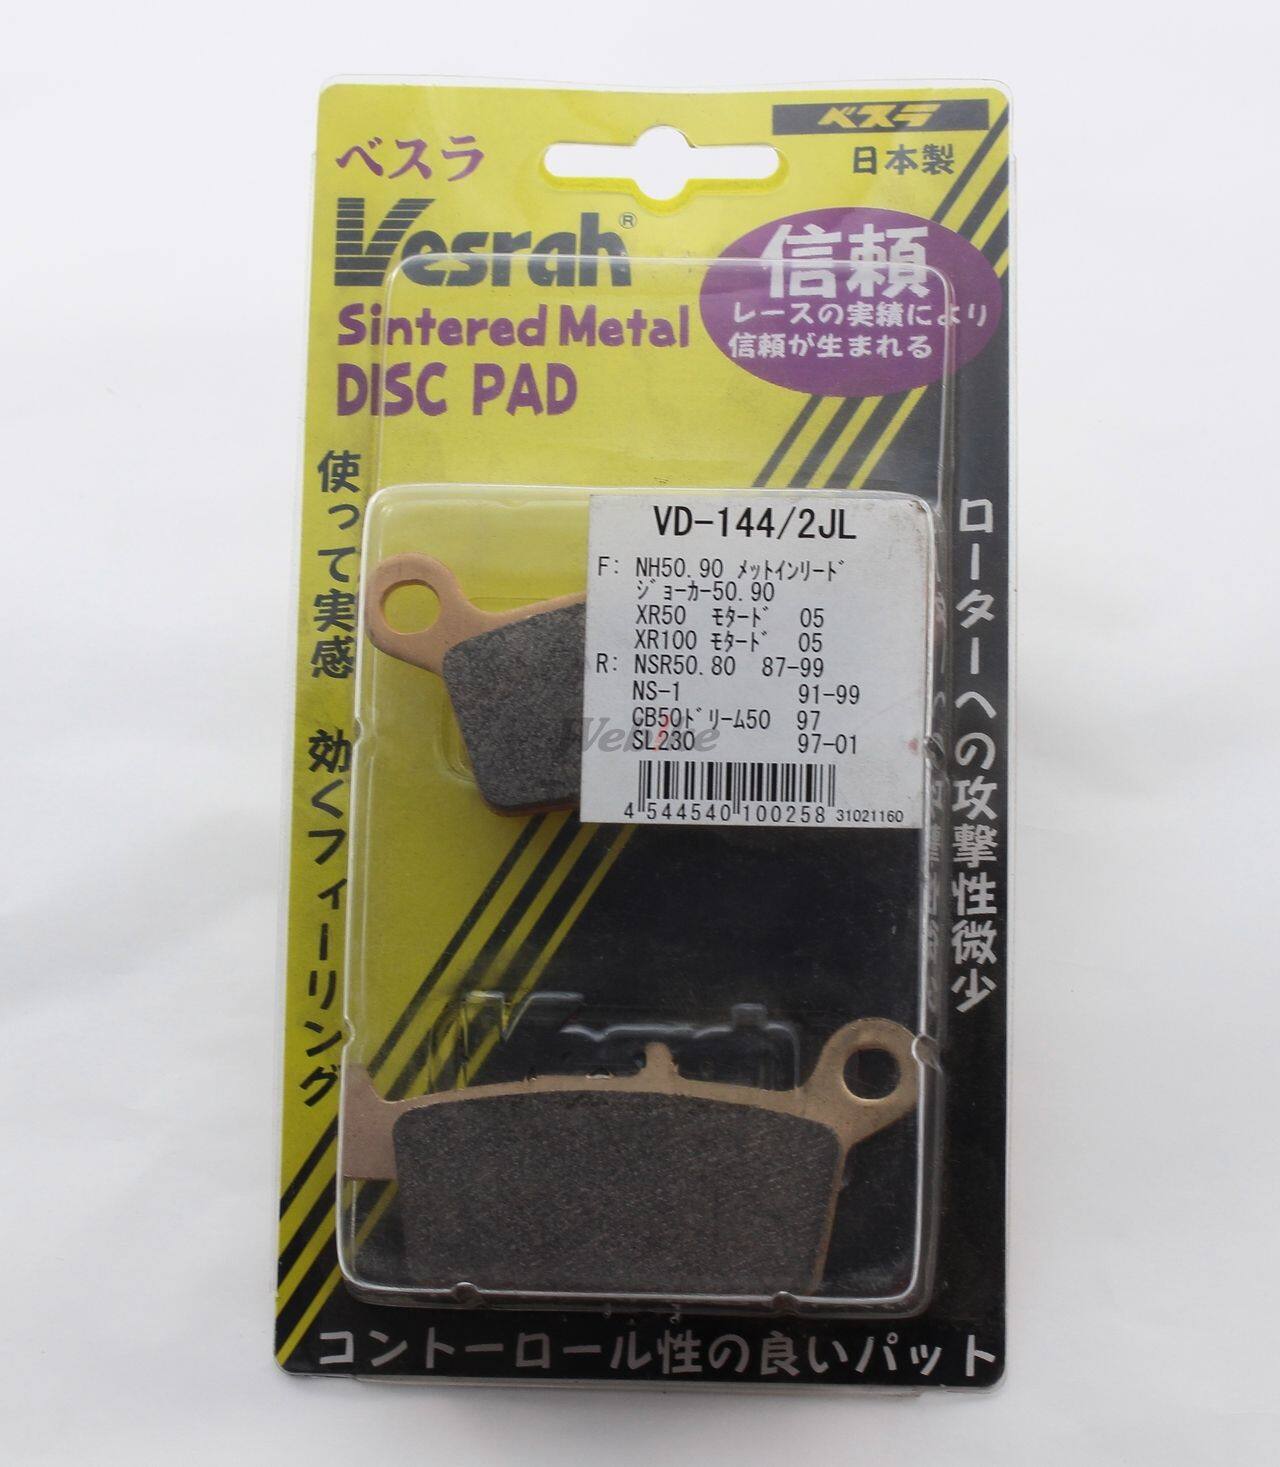 ベスラ
日本製
ベスラ
Vesrah®
Sintered Metal
DISC PAD
信頼
レースの実績により
信頼が生まれる
使って実感 効くフィーリング
ローターへの攻撃性微少
VD-144/2JL
F: NH50.90 ﾒｯﾄｲﾝﾘｰﾄﾞ
ｼﾞｮｰｶｰ50.90
XR50 ﾓﾀｰﾄﾞ 05
XR100 ﾓﾀｰﾄﾞ 05
R: NSR50.80 87-99
NS-1 91-99
CB50ﾄﾞﾘｰﾑ50 97
SL230 97-01
Webike
4 544540 100258 31021160
コントーロール性の良いパット